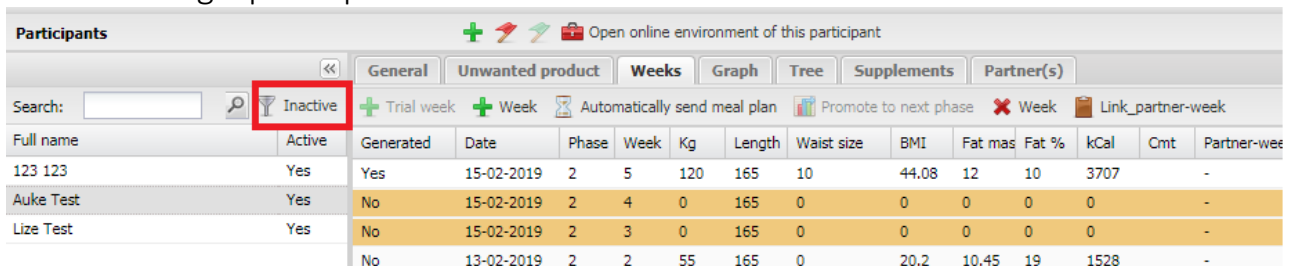 Participants Open online environment of this participant
General Unwanted product Weeks Graph Tree Supplements Partner(s)
Search: Inactive Trial week Week Automatically send meal plan Promote to next phase Week Link_partner-week
Full name Active Generated Date Phase Week Kg Length Waist size BMI Fat mas Fat % kCal Cmt Partner-wee
123 123 Yes Yes 15-02-2019 2 5 120 165 10 44.08 12 10 3707 -
Auke Test Yes No 15-02-2019 2 4 0 165 0 0 0 0 0 -
Lize Test Yes No 15-02-2019 2 3 0 165 0 0 0 0 0 -
No 13-02-2019 2 2 55 165 0 20.2 10.45 19 1528 -